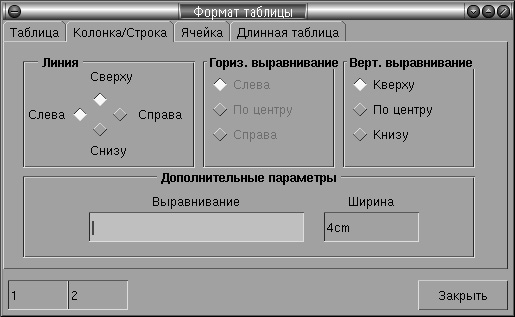 Формат таблицы
Таблица Колонка/Строка Ячейка Длинная таблица
Линия
Сверху
Слева Справа
Снизу
Гориз. выравнивание
Слева
По центру
Справа
Верт. выравнивание
Кверху
По центру
Книзу
Дополнительные параметры
Выравнивание Ширина
4cm
1 2 Закрыть